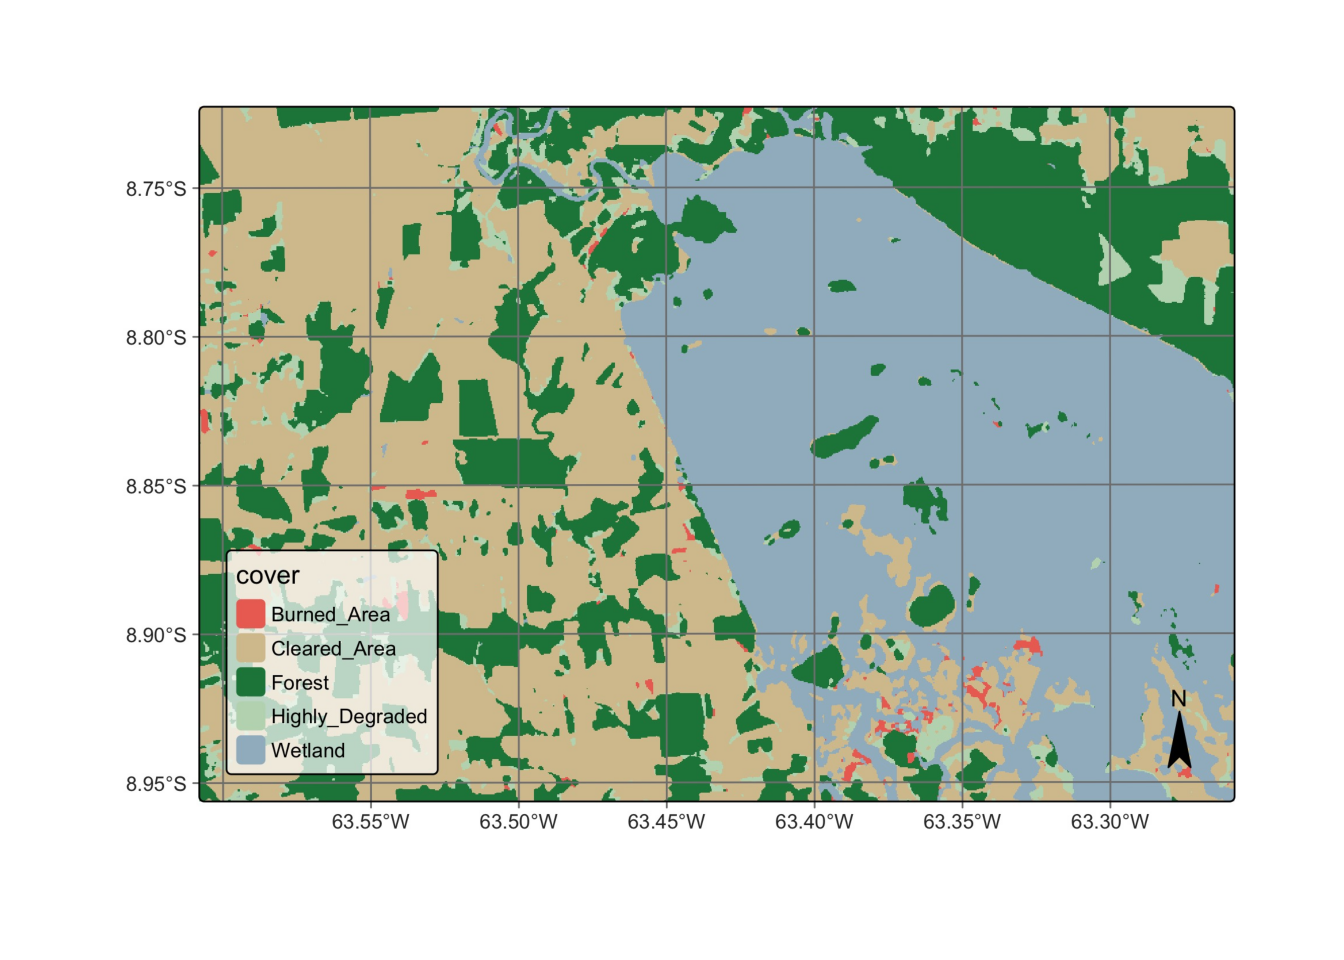 8.75°S
8.80°S
8.85°S
8.90°S
8.95°S
cover
Burned_Area
Cleared_Area
Forest
Highly_Degraded
Wetland
N
63.55°W 63.50°W 63.45°W 63.40°W 63.35°W 63.30°W